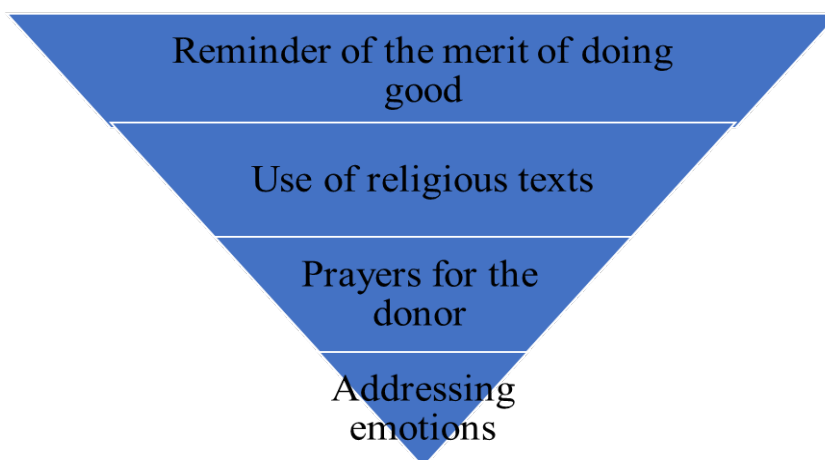 Reminder of the merit of doing
good
Use of religious texts
Prayers for the
donor
Addressing
emotions